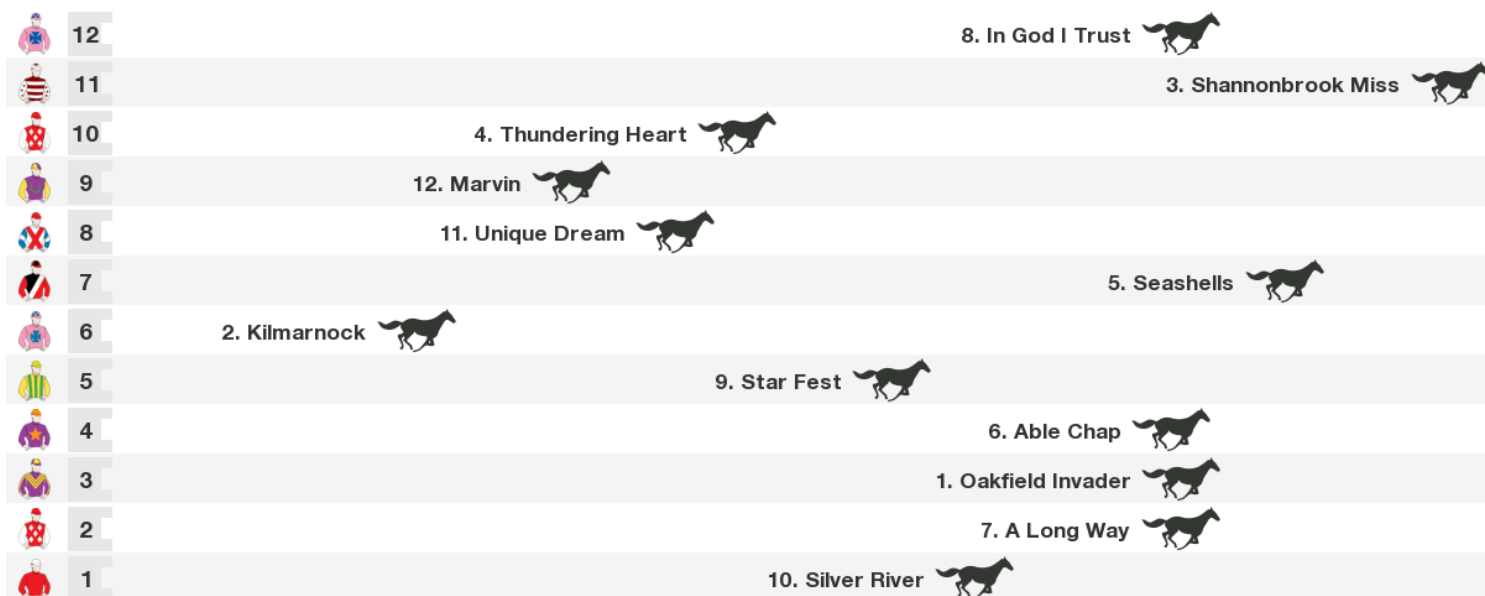 12 8. In God I Trust
11 3. Shannonbrook Miss
10 4. Thundering Heart
9 12. Marvin
8 11. Unique Dream
7 5. Seashells
6 2. Kilmarnock
5 9. Star Fest
4 6. Able Chap
3 1. Oakfield Invader
2 7. A Long Way
1 10. Silver River